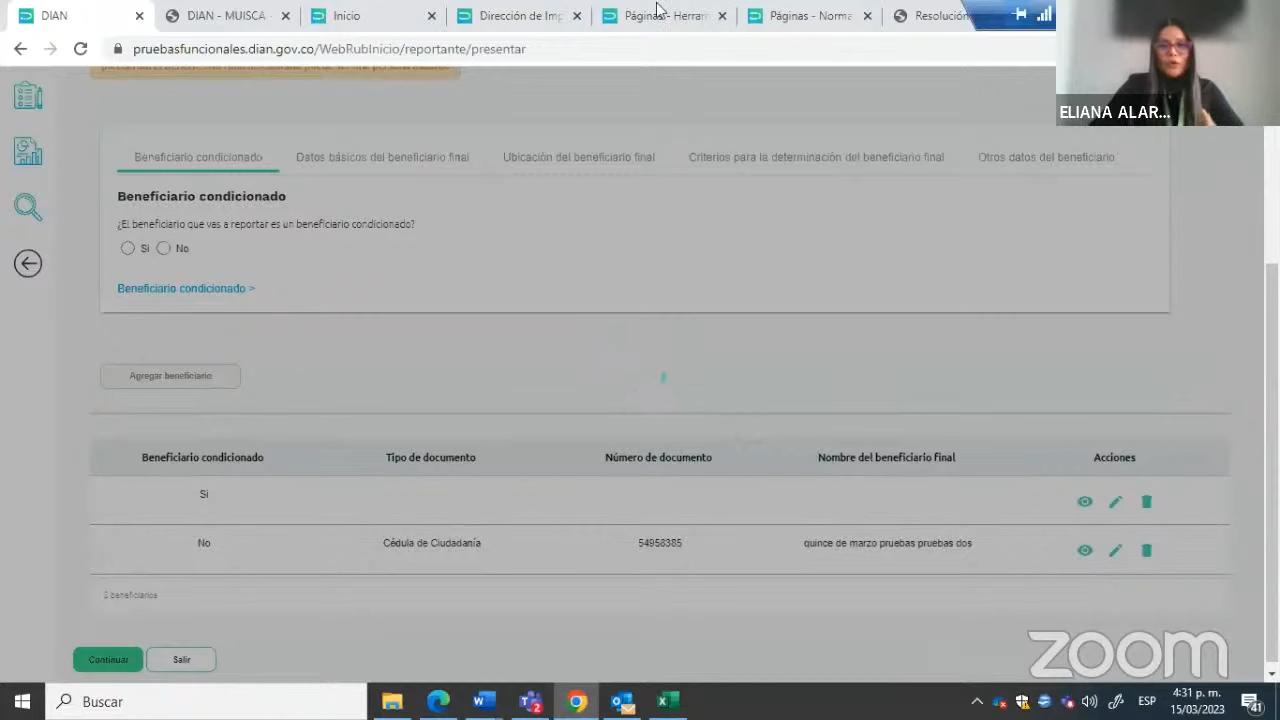 DIAN
DIAN - MUISCA -
Inicio
Dirección de Imp
Páginas - Herram
Páginas - Norma
Resolución
pruebasfuncionales.dian.gov.co/WebRubInicio/reportante/presentar
ELIANA ALAR...
Beneficiario condicionado
Datos básicos del beneficiario final
Ubicación del beneficiario final
Criterios para la determinación del beneficiario final
Otros datos del beneficiario
Beneficiario condicionado
¿El beneficiario que vas a reportar es un beneficiario condicionado?
Si No
Beneficiario condicionado >
Agregar beneficiario
Beneficiario condicionado Tipo de documento Número de documento Nombre del beneficiario final Acciones
Si
No Cédula de Ciudadanía 54958385 quince de marzo pruebas pruebas dos
2 beneficiarios
Continuar Salir
zoom
Buscar
ESP
4:31 p. m.
15/03/2023
2
41